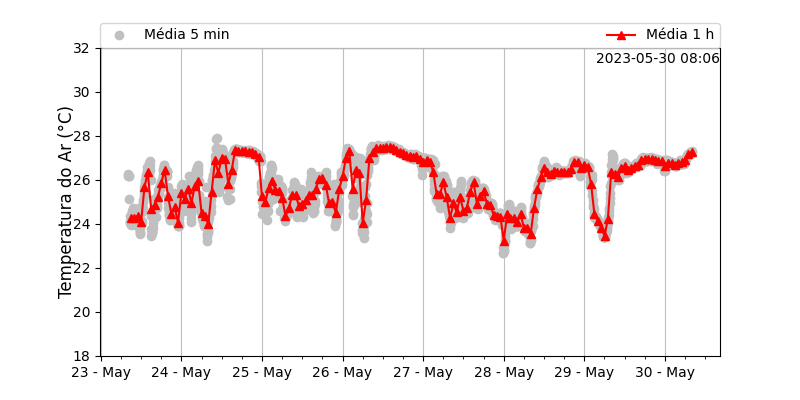 Média 5 min
Média 1 h
2023-05-30 08:06
Temperatura do Ar (°C)
32
30
28
26
24
22
20
18
23 - May
24 - May
25 - May
26 - May
27 - May
28 - May
29 - May
30 - May